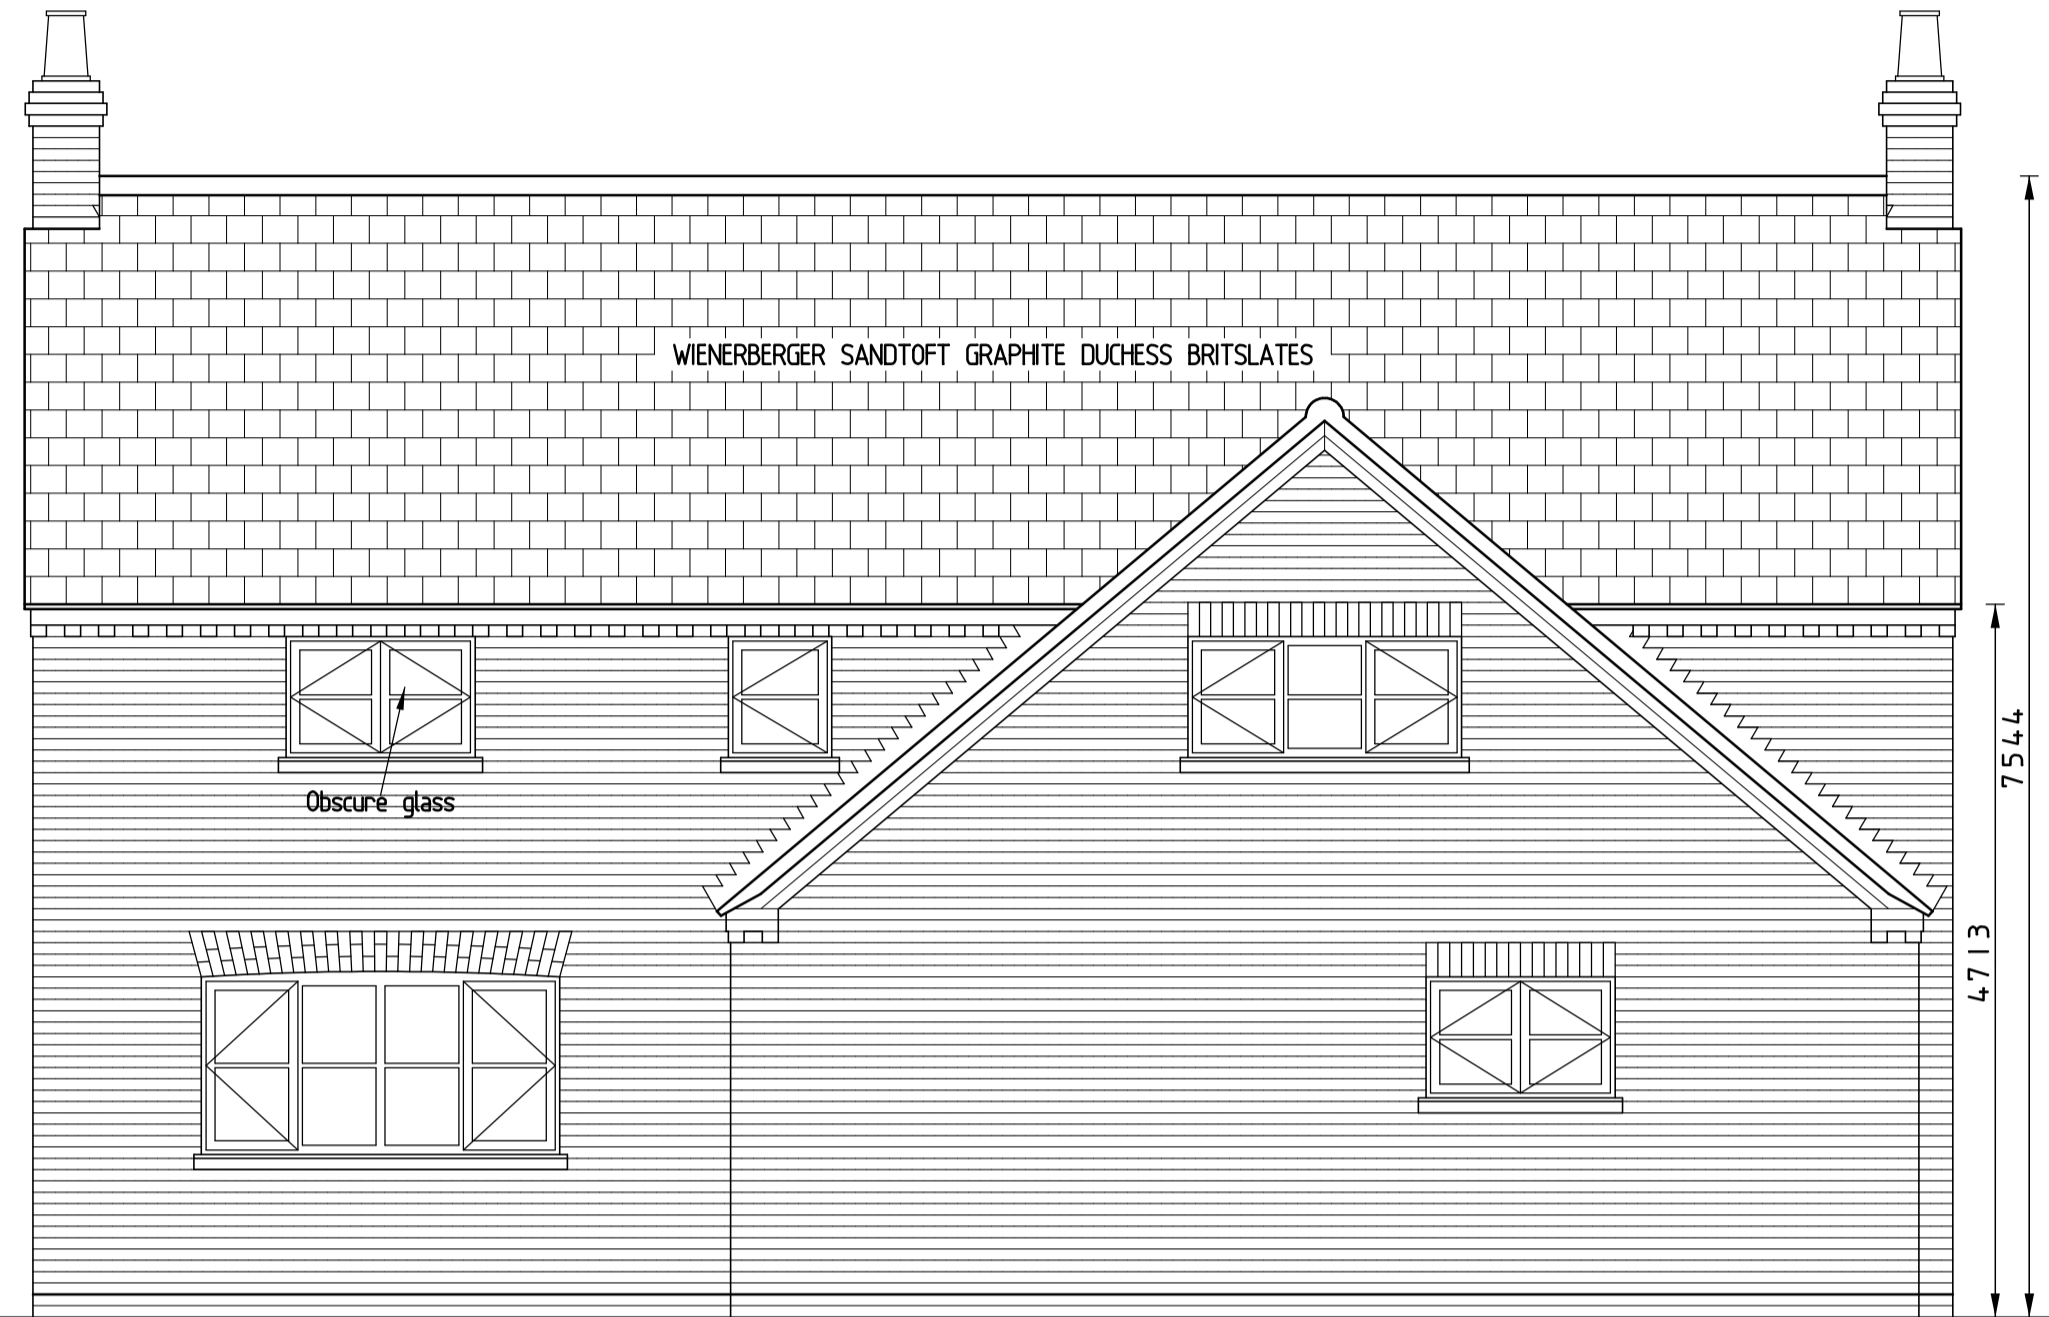 WIENERBERGER SANDTOFT GRAPHITE DUCHESS BRITSLATES
Obscure glass
7544
4713